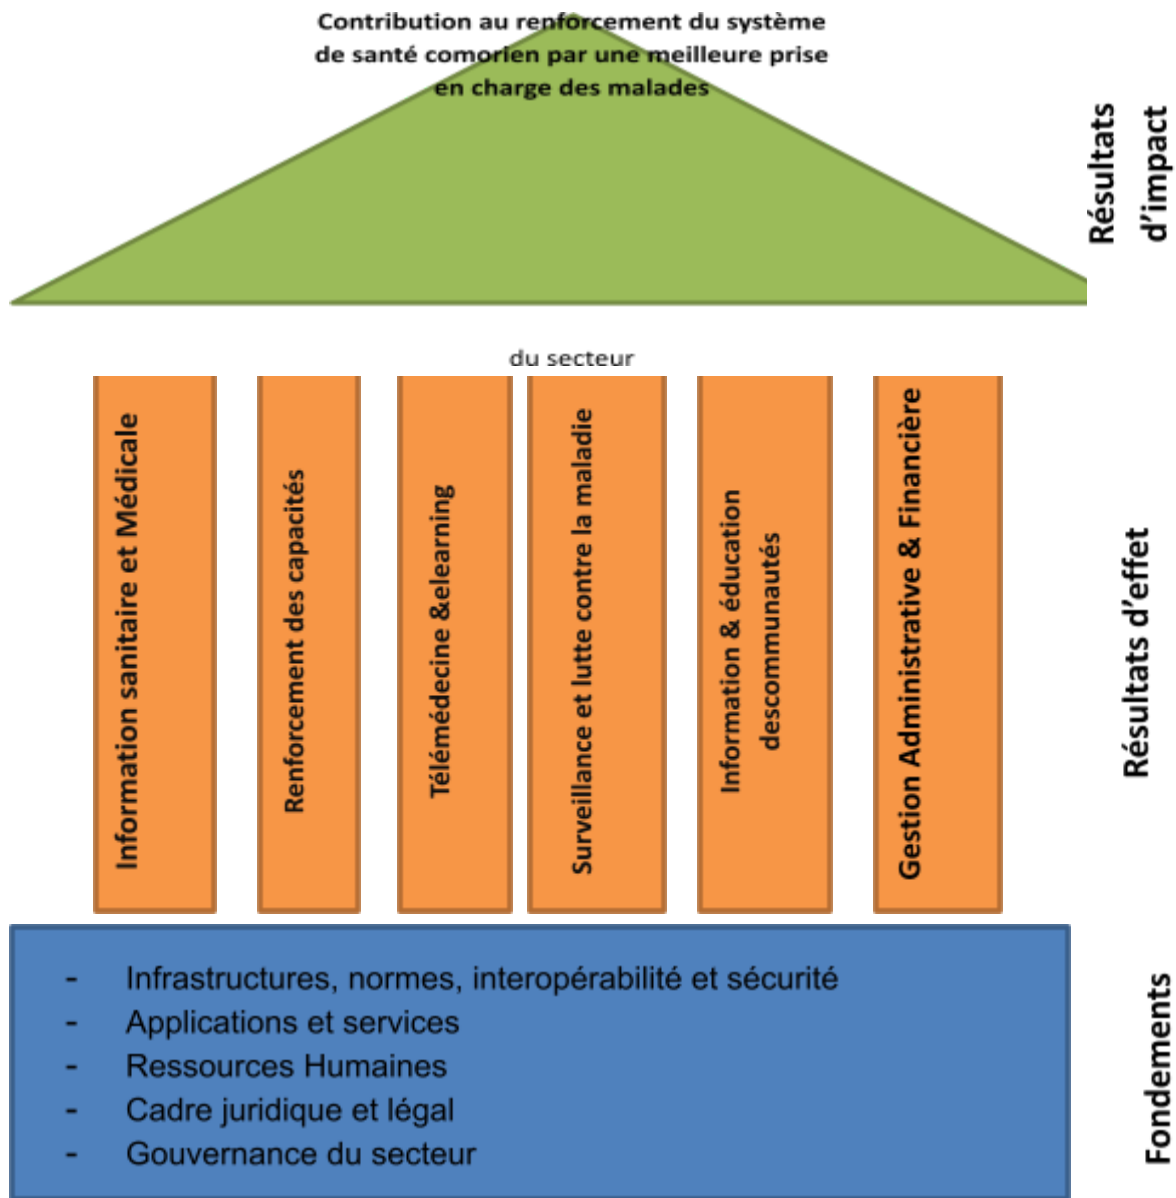 Contribution au renforcement du système
de santé comorien par une meilleure prise
en charge des malades
Résultats
d'impact
du secteur
Information sanitaire et Médicale
Renforcement des capacités
Télémédecine &elearning
Surveillance et lutte contre la maladie
Information & éducation
descommunautés
Gestion Administrative & Financière
Résultats d'effet
- Infrastructures, normes, interopérabilité et sécurité
- Applications et services
- Ressources Humaines
- Cadre juridique et légal
- Gouvernance du secteur
Fondements